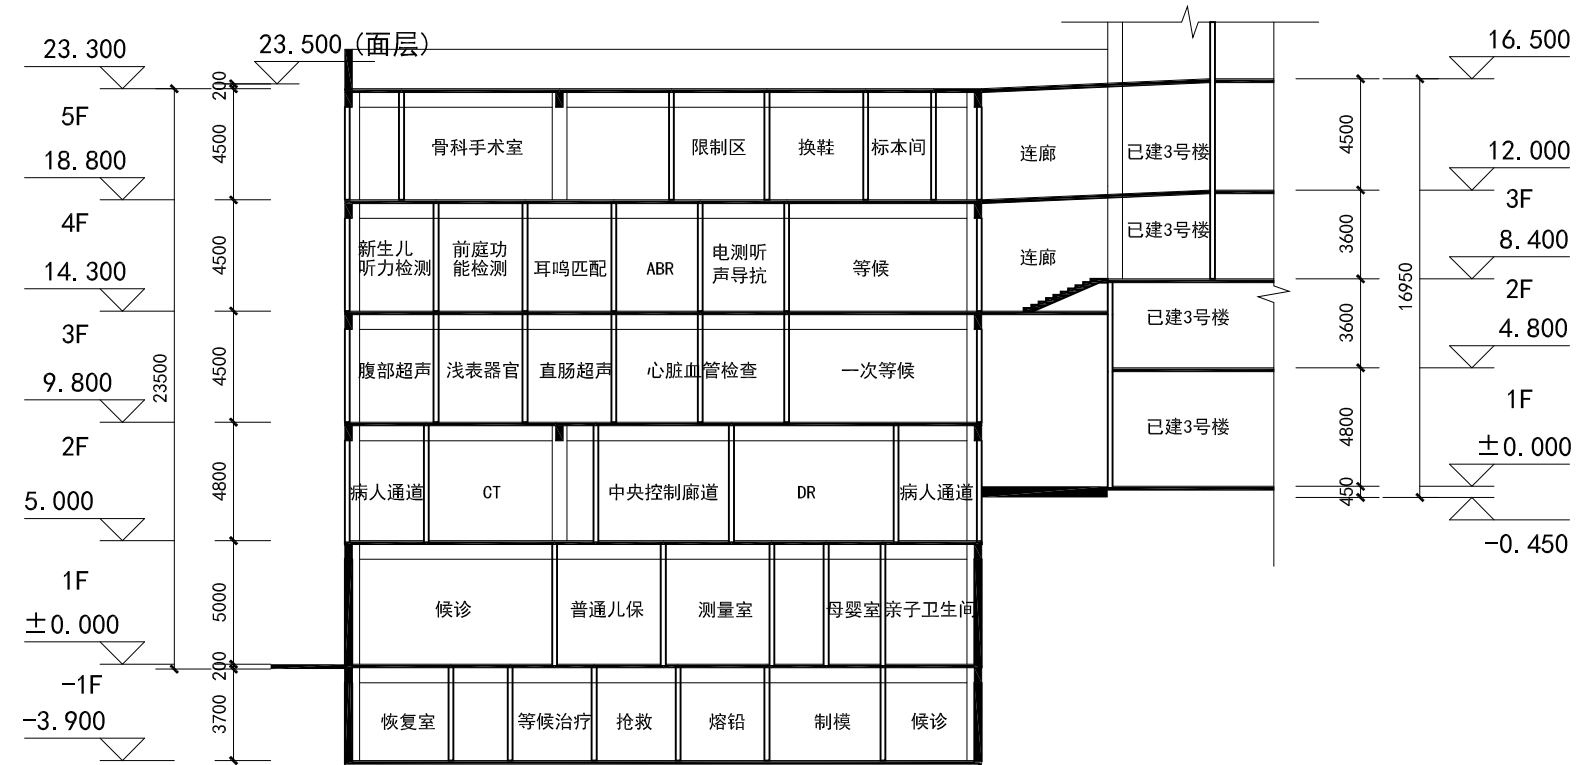 23.300
23.500(面层)
16.500
200
5F
4500
骨科手术室
限制区
换鞋
标本间
连廊
已建3号楼
4500
18.800
12.000
4F
3F
4500
新生儿
听力检测
前庭功
能检测
耳鸣匹配
ABR
电测听
声导抗
等候
连廊
已建3号楼
3600
8.400
14.300
16950
2F
3F
已建3号楼
3600
4.800
4500
23500
腹部超声
浅表器官
直肠超声
心脏血管检查
一次等候
9.800
1F
2F
已建3号楼
4800
±0.000
4800
病人通道
CT
中央控制廊道
DR
病人通道
450
5.000
-0.450
1F
5000
候诊
普通儿保
测量室
母婴室
亲子卫生间
±0.000
200
-1F
3700
-3.900
恢复室
等候治疗
抢救
熔铅
制模
候诊